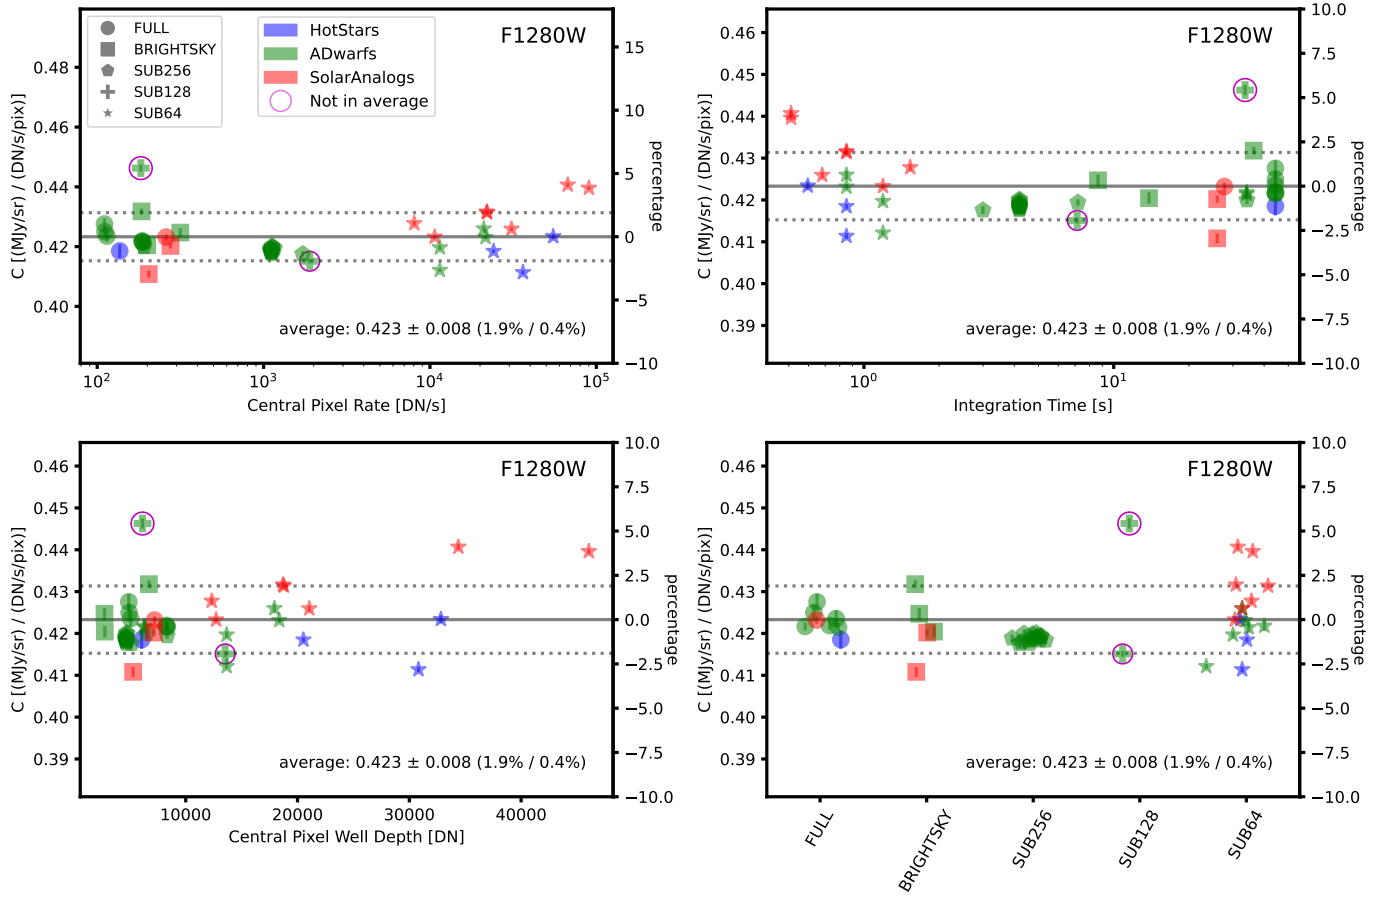 FULL
BRIGHTSKY
SUB256
SUB128
SUB64
HotStars
ADwarfs
SolarAnalogs
Not in average
F1280W
C [(MJy/sr) / (DN/s/pix)]
0.48
0.46
0.44
0.42
0.40
15
10
5
0
−5
−10
percentage
average: 0.423 ± 0.008 (1.9% / 0.4%)
10²
10³
10⁴
10⁵
Central Pixel Rate [DN/s]
F1280W
C [(MJy/sr) / (DN/s/pix)]
0.46
0.45
0.44
0.43
0.42
0.41
0.40
0.39
10.0
7.5
5.0
2.5
0.0
−2.5
−5.0
−7.5
−10.0
percentage
average: 0.423 ± 0.008 (1.9% / 0.4%)
10⁰
10¹
Integration Time [s]
F1280W
C [(MJy/sr) / (DN/s/pix)]
0.46
0.45
0.44
0.43
0.42
0.41
0.40
0.39
10.0
7.5
5.0
2.5
0.0
−2.5
−5.0
−7.5
−10.0
percentage
average: 0.423 ± 0.008 (1.9% / 0.4%)
10000
20000
30000
40000
Central Pixel Well Depth [DN]
F1280W
C [(MJy/sr) / (DN/s/pix)]
0.46
0.45
0.44
0.43
0.42
0.41
0.40
0.39
10.0
7.5
5.0
2.5
0.0
−2.5
−5.0
−7.5
−10.0
percentage
average: 0.423 ± 0.008 (1.9% / 0.4%)
FULL
BRIGHTSKY
SUB256
SUB128
SUB64